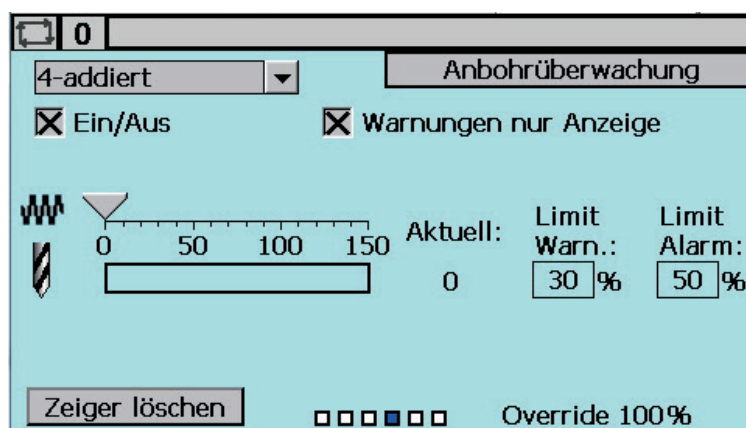 0
4-addiert
Anbohrüberwachung
Ein/Aus
Warnungen nur Anzeige
0 50 100 150
Aktuell:
Limit Warn.:
Limit Alarm:
0
30 %
50 %
Zeiger löschen
Override 100%